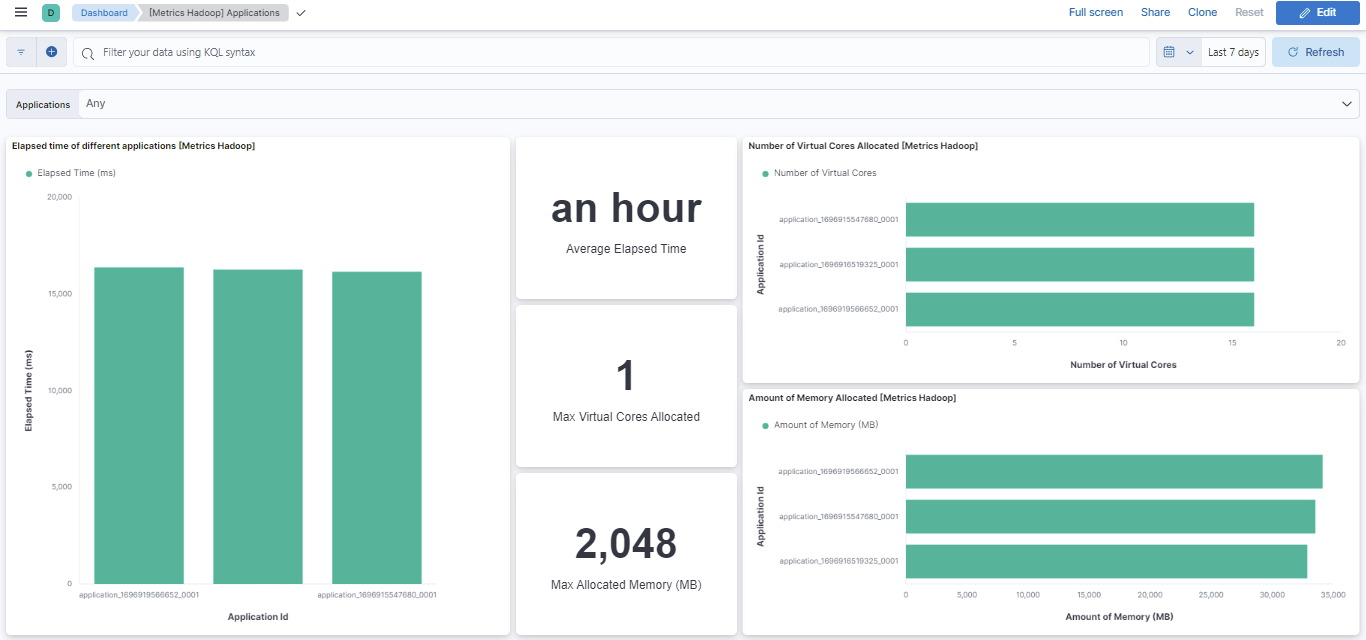 D Dashboard [Metrics Hadoop] Applications Full screen Share Clone Reset Edit
Filter your data using KQL syntax Last 7 days Refresh
Applications Any
Elapsed time of different applications [Metrics Hadoop]
Elapsed Time (ms)
20,000
15,000
10,000
5,000
0
Elapsed Time (ms)
application_1696919566652_0001 application_1696915547680_0001
Application Id
an hour
Average Elapsed Time
1
Max Virtual Cores Allocated
2,048
Max Allocated Memory (MB)
Number of Virtual Cores Allocated [Metrics Hadoop]
Number of Virtual Cores
Application Id
application_1696915547680_0001
application_1696916519325_0001
application_1696919566652_0001
0 5 10 15 20
Number of Virtual Cores
Amount of Memory Allocated [Metrics Hadoop]
Amount of Memory (MB)
Application Id
application_1696919566652_0001
application_1696915547680_0001
application_1696916519325_0001
0 5,000 10,000 15,000 20,000 25,000 30,000 35,000
Amount of Memory (MB)